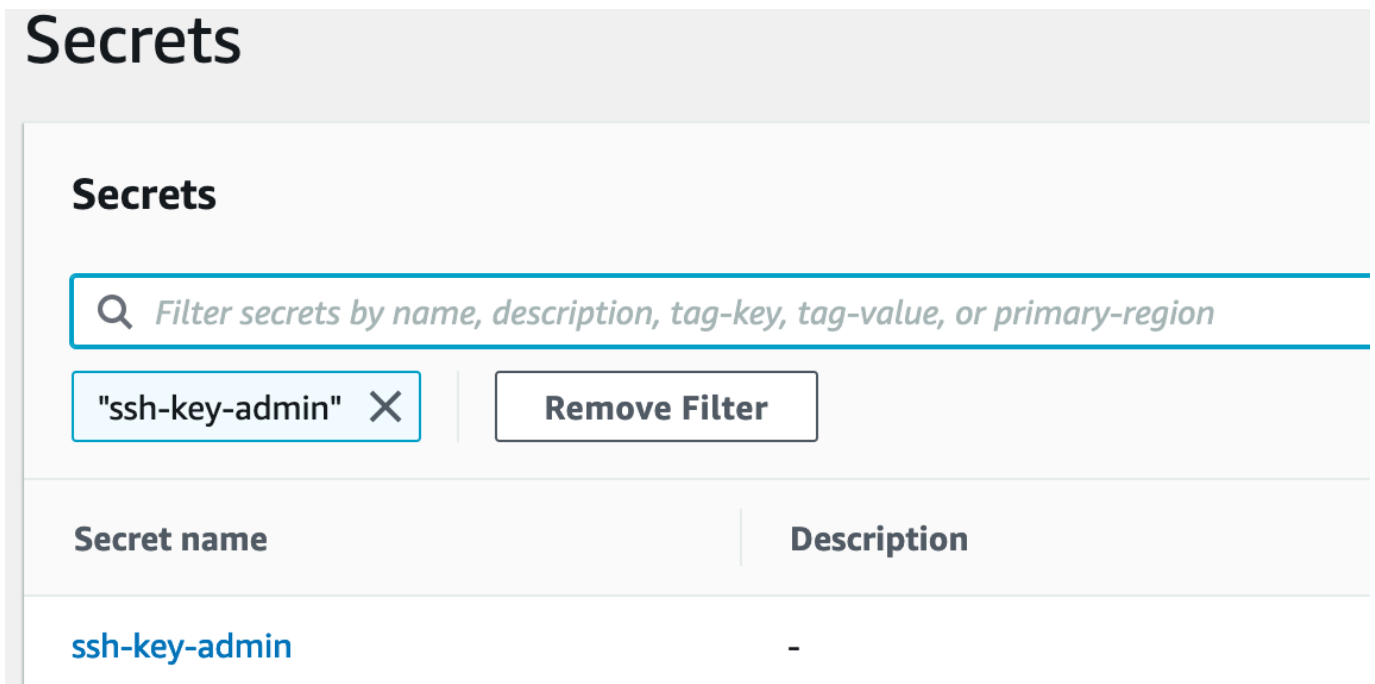 Secrets
Secrets
Filter secrets by name, description, tag-key, tag-value, or primary-region
"ssh-key-admin" Remove Filter
Secret name Description
ssh-key-admin -